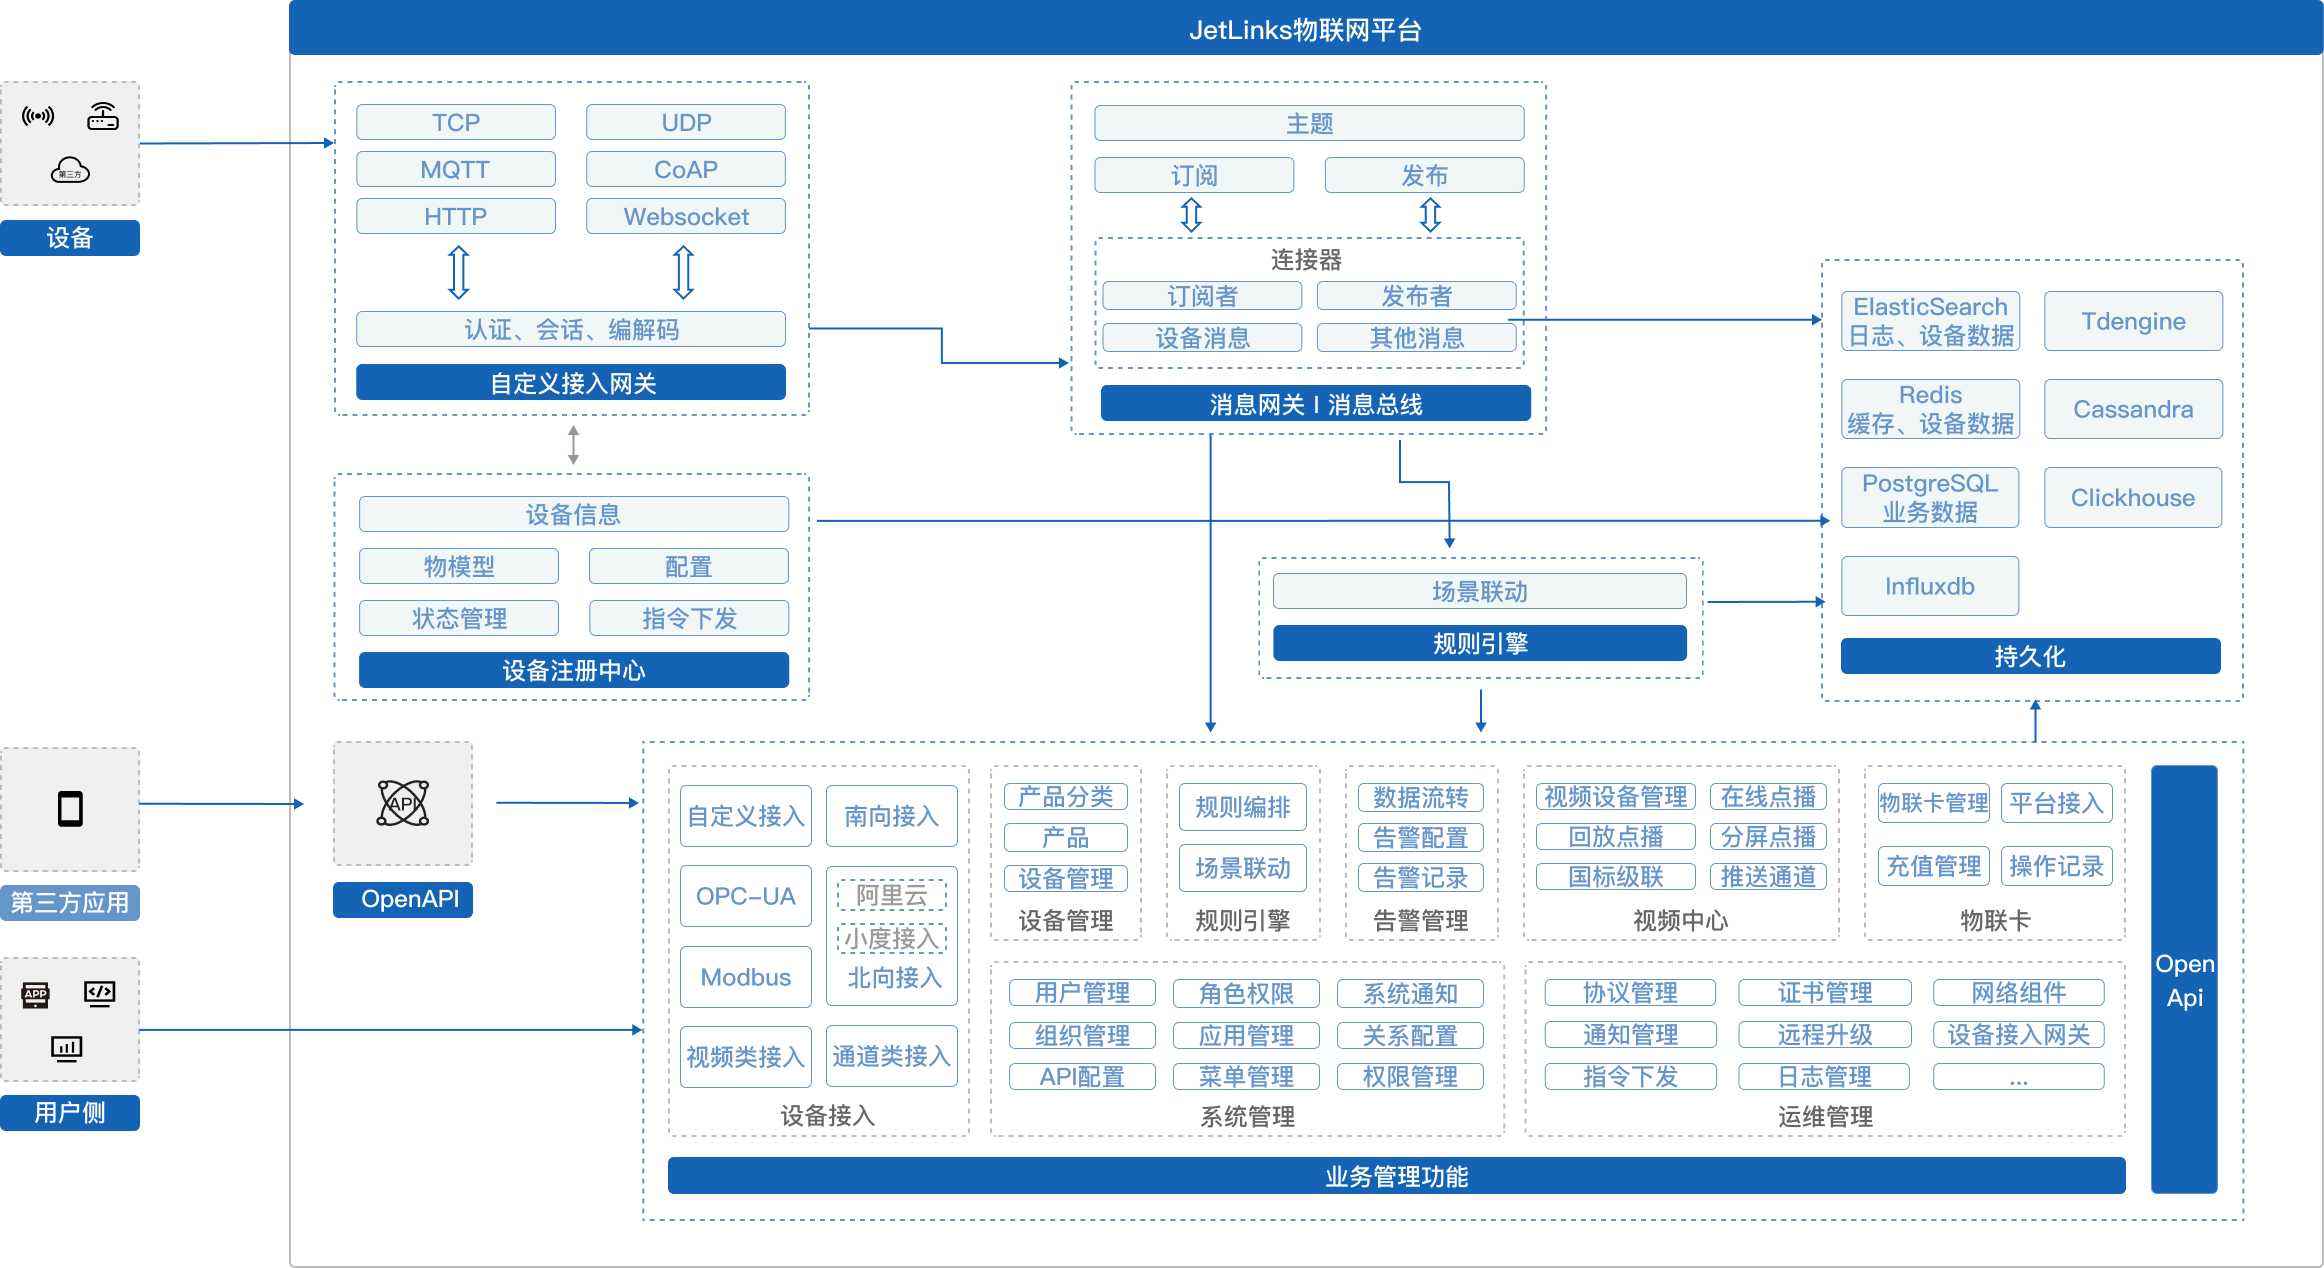 JetLinks物联网平台
第三方
设备
TCP
UDP
MQTT
CoAP
HTTP
Websocket
认证、会话、编解码
自定义接入网关
主题
订阅
发布
连接器
订阅者
发布者
设备消息
其他消息
消息网关 | 消息总线
设备信息
物模型
配置
状态管理
指令下发
设备注册中心
场景联动
规则引擎
ElasticSearch
日志、设备数据
Tdengine
Redis
缓存、设备数据
Cassandra
PostgreSQL
业务数据
Clickhouse
Influxdb
持久化
第三方应用
API
OpenAPI
APP
用户侧
自定义接入
南向接入
OPC-UA
阿里云
小度接入
北向接入
Modbus
视频类接入
通道类接入
设备接入
产品分类
产品
设备管理
设备管理
规则编排
场景联动
规则引擎
数据流转
告警配置
告警记录
告警管理
视频设备管理
在线点播
回放点播
分屏点播
国标级联
推送通道
视频中心
物联卡管理
平台接入
充值管理
操作记录
物联卡
用户管理
角色权限
系统通知
组织管理
应用管理
关系配置
API配置
菜单管理
权限管理
系统管理
协议管理
证书管理
网络组件
通知管理
远程升级
设备接入网关
指令下发
日志管理
...
运维管理
Open
Api
业务管理功能